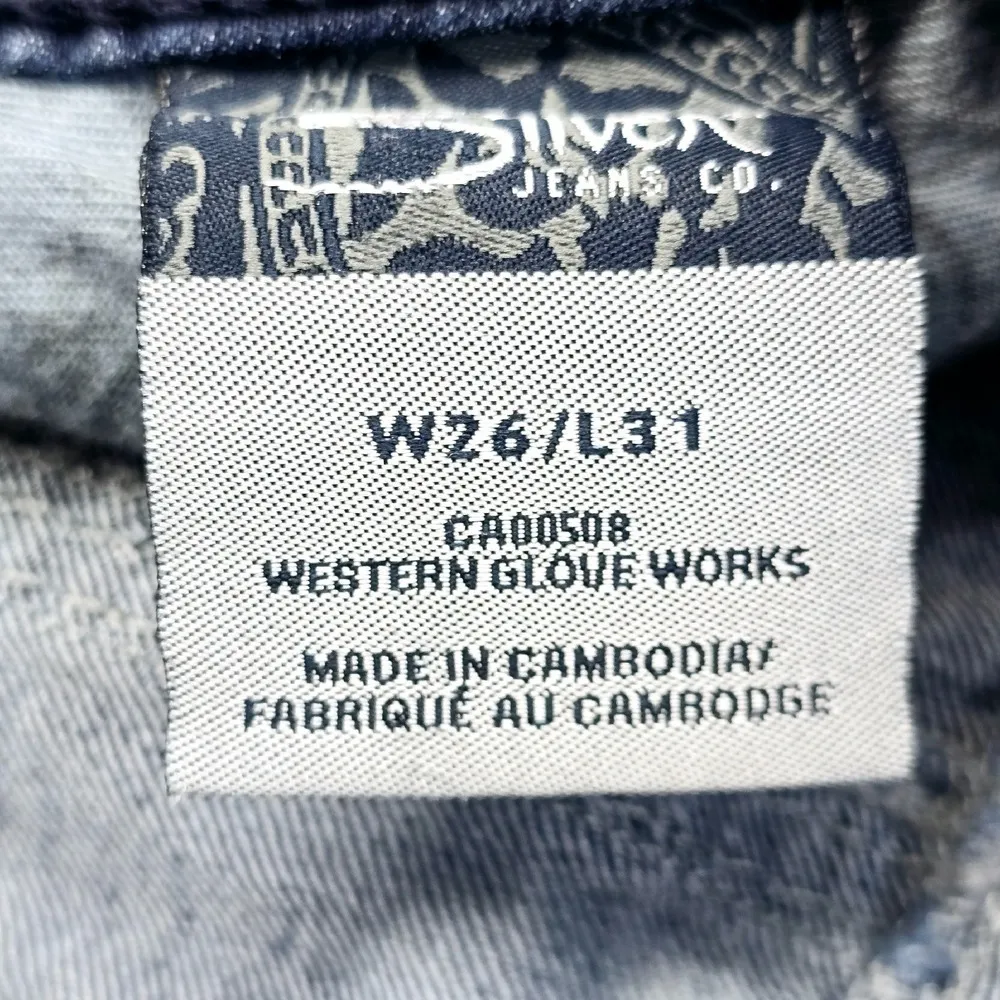 Silver
JEANS CO.
W26/L31
CA00508
WESTERN GLOVE WORKS
MADE IN CAMBODIA/
FABRIQUÉ AU CAMBODGE